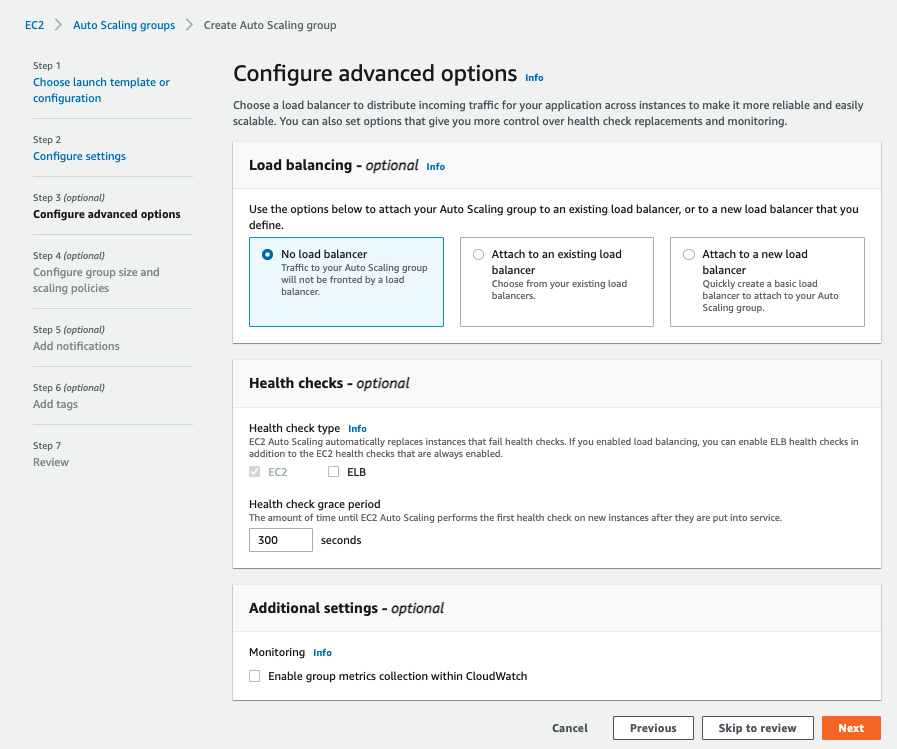 EC2 > Auto Scaling groups > Create Auto Scaling group
Step 1
Choose launch template or
configuration
Step 2
Configure settings
Step 3 (optional)
Configure advanced options
Step 4 (optional)
Configure group size and
scaling policies
Step 5 (optional)
Add notifications
Step 6 (optional)
Add tags
Step 7
Review
Configure advanced options Info
Choose a load balancer to distribute incoming traffic for your application across instances to make it more reliable and easily
scalable. You can also set options that give you more control over health check replacements and monitoring.
Load balancing - optional Info
Use the options below to attach your Auto Scaling group to an existing load balancer, or to a new load balancer that you
define.
No load balancer
Traffic to your Auto Scaling group
will not be fronted by a load
balancer.
Attach to an existing load
balancer
Choose from your existing load
balancers.
Attach to a new load
balancer
Quickly create a basic load
balancer to attach to your Auto
Scaling group.
Health checks - optional
Health check type Info
EC2 Auto Scaling automatically replaces instances that fail health checks. If you enabled load balancing, you can enable ELB health checks in
addition to the EC2 health checks that are always enabled.
EC2 ELB
Health check grace period
The amount of time until EC2 Auto Scaling performs the first health check on new instances after they are put into service.
300 seconds
Additional settings - optional
Monitoring Info
Enable group metrics collection within CloudWatch
Cancel Previous Skip to review Next